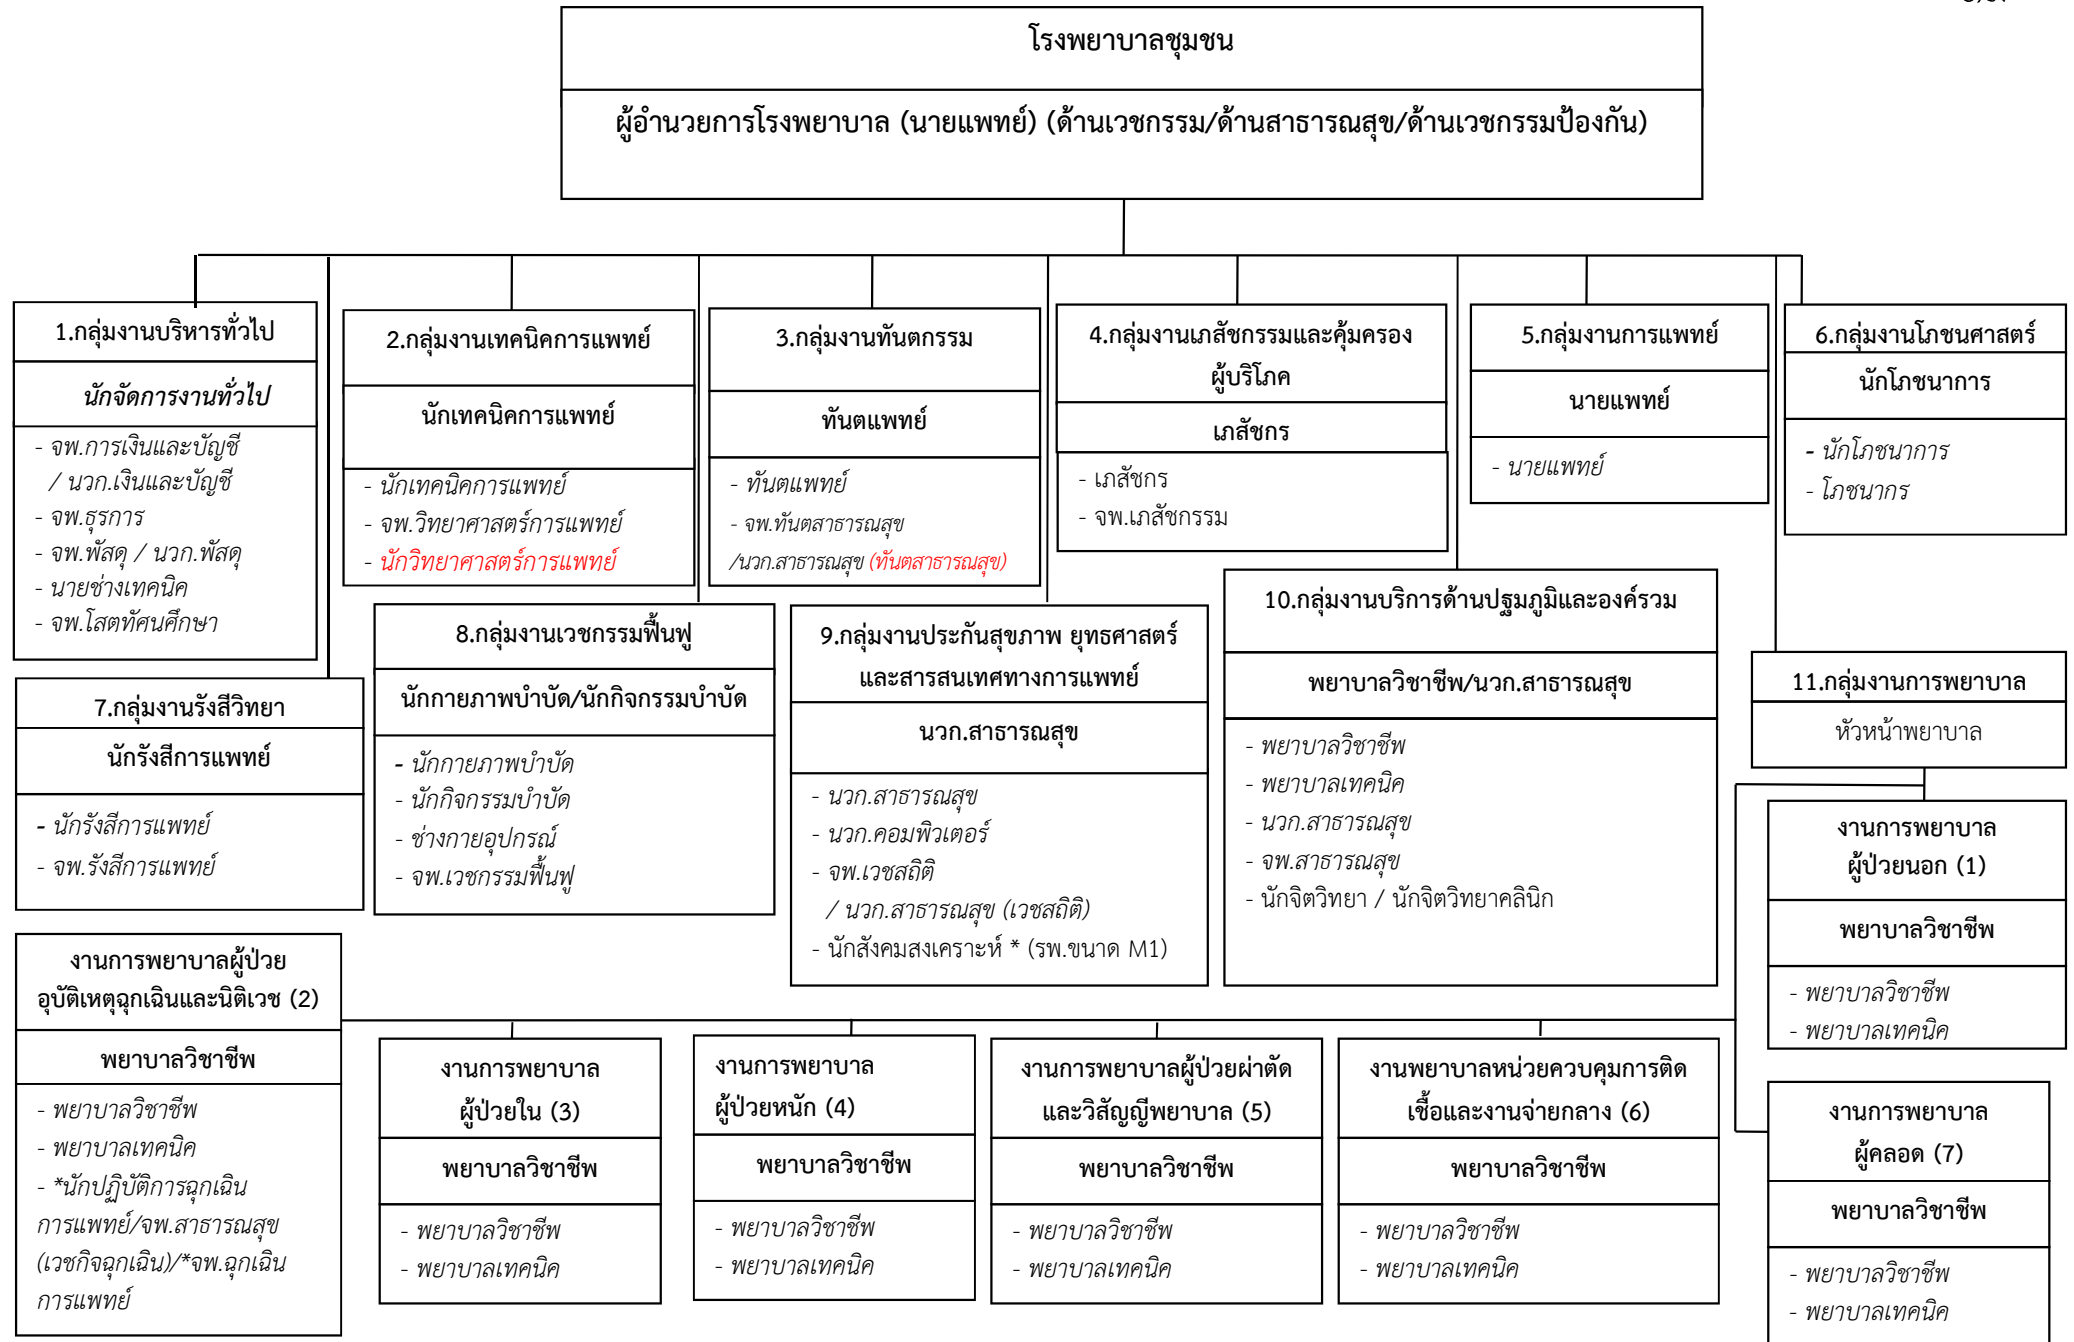 โรงพยาบาลชุมชน
ผู้อำนวยการโรงพยาบาล (นายแพทย์) (ด้านเวชกรรม/ด้านสาธารณสุข/ด้านเวชกรรมป้องกัน)
1.กลุ่มงานบริหารทั่วไป
นักจัดการงานทั่วไป
- จพ.การเงินและบัญชี
/ นวก.เงินและบัญชี
- จพ.ธุรการ
- จพ.พัสดุ / นวก.พัสดุ
- นายช่างเทคนิค
- จพ.โสตทัศนศึกษา
2.กลุ่มงานเทคนิคการแพทย์
นักเทคนิคการแพทย์
- นักเทคนิคการแพทย์
- จพ.วิทยาศาสตร์การแพทย์
- นักวิทยาศาสตร์การแพทย์
3.กลุ่มงานทันตกรรม
ทันตแพทย์
- ทันตแพทย์
- จพ.ทันตสาธารณสุข
/นวก.สาธารณสุข (ทันตสาธารณสุข)
4.กลุ่มงานเภสัชกรรมและคุ้มครอง
ผู้บริโภค
เภสัชกร
- เภสัชกร
- จพ.เภสัชกรรม
5.กลุ่มงานการแพทย์
นายแพทย์
- นายแพทย์
6.กลุ่มงานโภชนศาสตร์
นักโภชนาการ
- นักโภชนาการ
- โภชนากร
7.กลุ่มงานรังสีวิทยา
นักรังสีการแพทย์
- นักรังสีการแพทย์
- จพ.รังสีการแพทย์
8.กลุ่มงานเวชกรรมฟื้นฟู
นักกายภาพบำบัด/นักกิจกรรมบำบัด
- นักกายภาพบำบัด
- นักกิจกรรมบำบัด
- ช่างกายอุปกรณ์
- จพ.เวชกรรมฟื้นฟู
9.กลุ่มงานประกันสุขภาพ ยุทธศาสตร์
และสารสนเทศทางการแพทย์
นวก.สาธารณสุข
- นวก.สาธารณสุข
- นวก.คอมพิวเตอร์
- จพ.เวชสถิติ
/ นวก.สาธารณสุข (เวชสถิติ)
- นักสังคมสงเคราะห์ * (รพ.ขนาด M1)
10.กลุ่มงานบริการด้านปฐมภูมิและองค์รวม
พยาบาลวิชาชีพ/นวก.สาธารณสุข
- พยาบาลวิชาชีพ
- พยาบาลเทคนิค
- นวก.สาธารณสุข
- จพ.สาธารณสุข
- นักจิตวิทยา / นักจิตวิทยาคลินิก
11.กลุ่มงานการพยาบาล
หัวหน้าพยาบาล
งานการพยาบาล
ผู้ป่วยนอก (1)
พยาบาลวิชาชีพ
- พยาบาลวิชาชีพ
- พยาบาลเทคนิค
งานการพยาบาลผู้ป่วย
อุบัติเหตุฉุกเฉินและนิติเวช (2)
พยาบาลวิชาชีพ
- พยาบาลวิชาชีพ
- พยาบาลเทคนิค
- *นักปฏิบัติการฉุกเฉิน
การแพทย์/จพ.สาธารณสุข
(เวชกิจฉุกเฉิน)/*จพ.ฉุกเฉิน
การแพทย์
งานการพยาบาล
ผู้ป่วยใน (3)
พยาบาลวิชาชีพ
- พยาบาลวิชาชีพ
- พยาบาลเทคนิค
งานการพยาบาล
ผู้ป่วยหนัก (4)
พยาบาลวิชาชีพ
- พยาบาลวิชาชีพ
- พยาบาลเทคนิค
งานการพยาบาลผู้ป่วยผ่าตัด
และวิสัญญีพยาบาล (5)
พยาบาลวิชาชีพ
- พยาบาลวิชาชีพ
- พยาบาลเทคนิค
งานพยาบาลหน่วยควบคุมการติด
เชื้อและงานจ่ายกลาง (6)
พยาบาลวิชาชีพ
- พยาบาลวิชาชีพ
- พยาบาลเทคนิค
งานการพยาบาล
ผู้คลอด (7)
พยาบาลวิชาชีพ
- พยาบาลวิชาชีพ
- พยาบาลเทคนิค